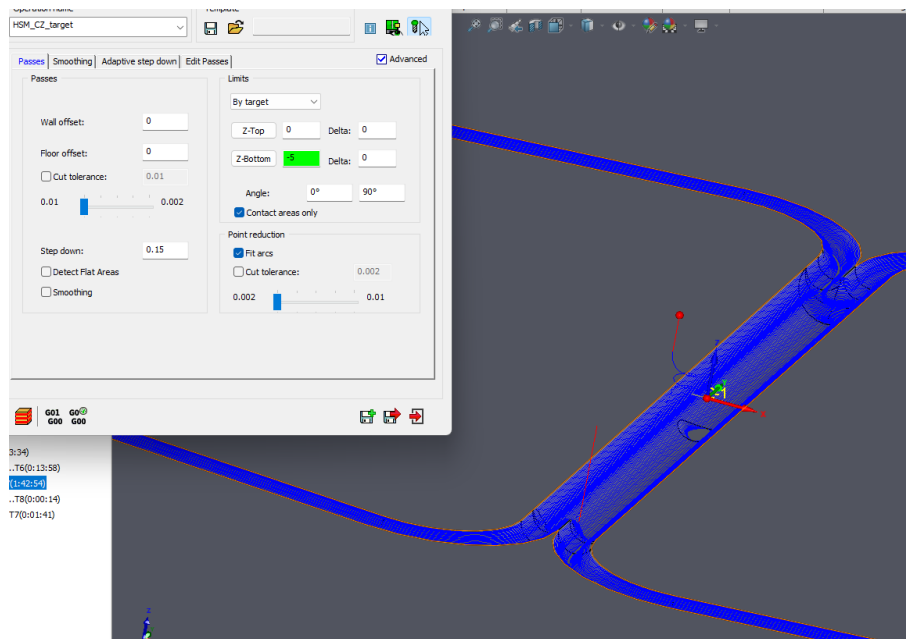 HSM_CZ_target
Passes Smoothing Adaptive step down Edit Passes Advanced
Passes
Wall offset: 0
Floor offset: 0
Cut tolerance: 0.01
0.01 0.002
Step down: 0.15
Detect Flat Areas
Smoothing
Limits
By target
Z-Top 0 Delta: 0
Z-Bottom -5 Delta: 0
Angle: 0° 90°
Contact areas only
Point reduction
Fit arcs
Cut tolerance: 0.002
0.002 0.01
G01 G00
G00 G00
3:34)
..T6(0:13:58)
(1:42:54)
..T8(0:00:14)
T7(0:01:41)
x
z